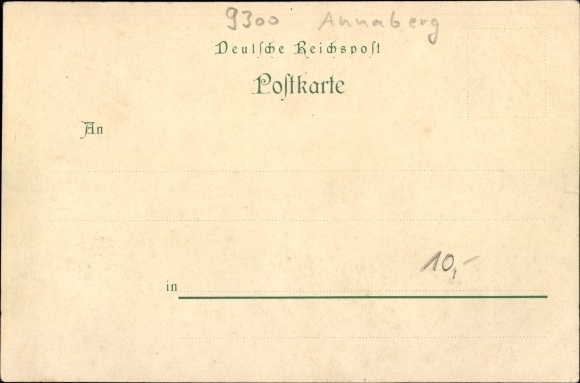 9300 Annaberg
Deutsche Reichspost
Postkarte
An
10,-
in